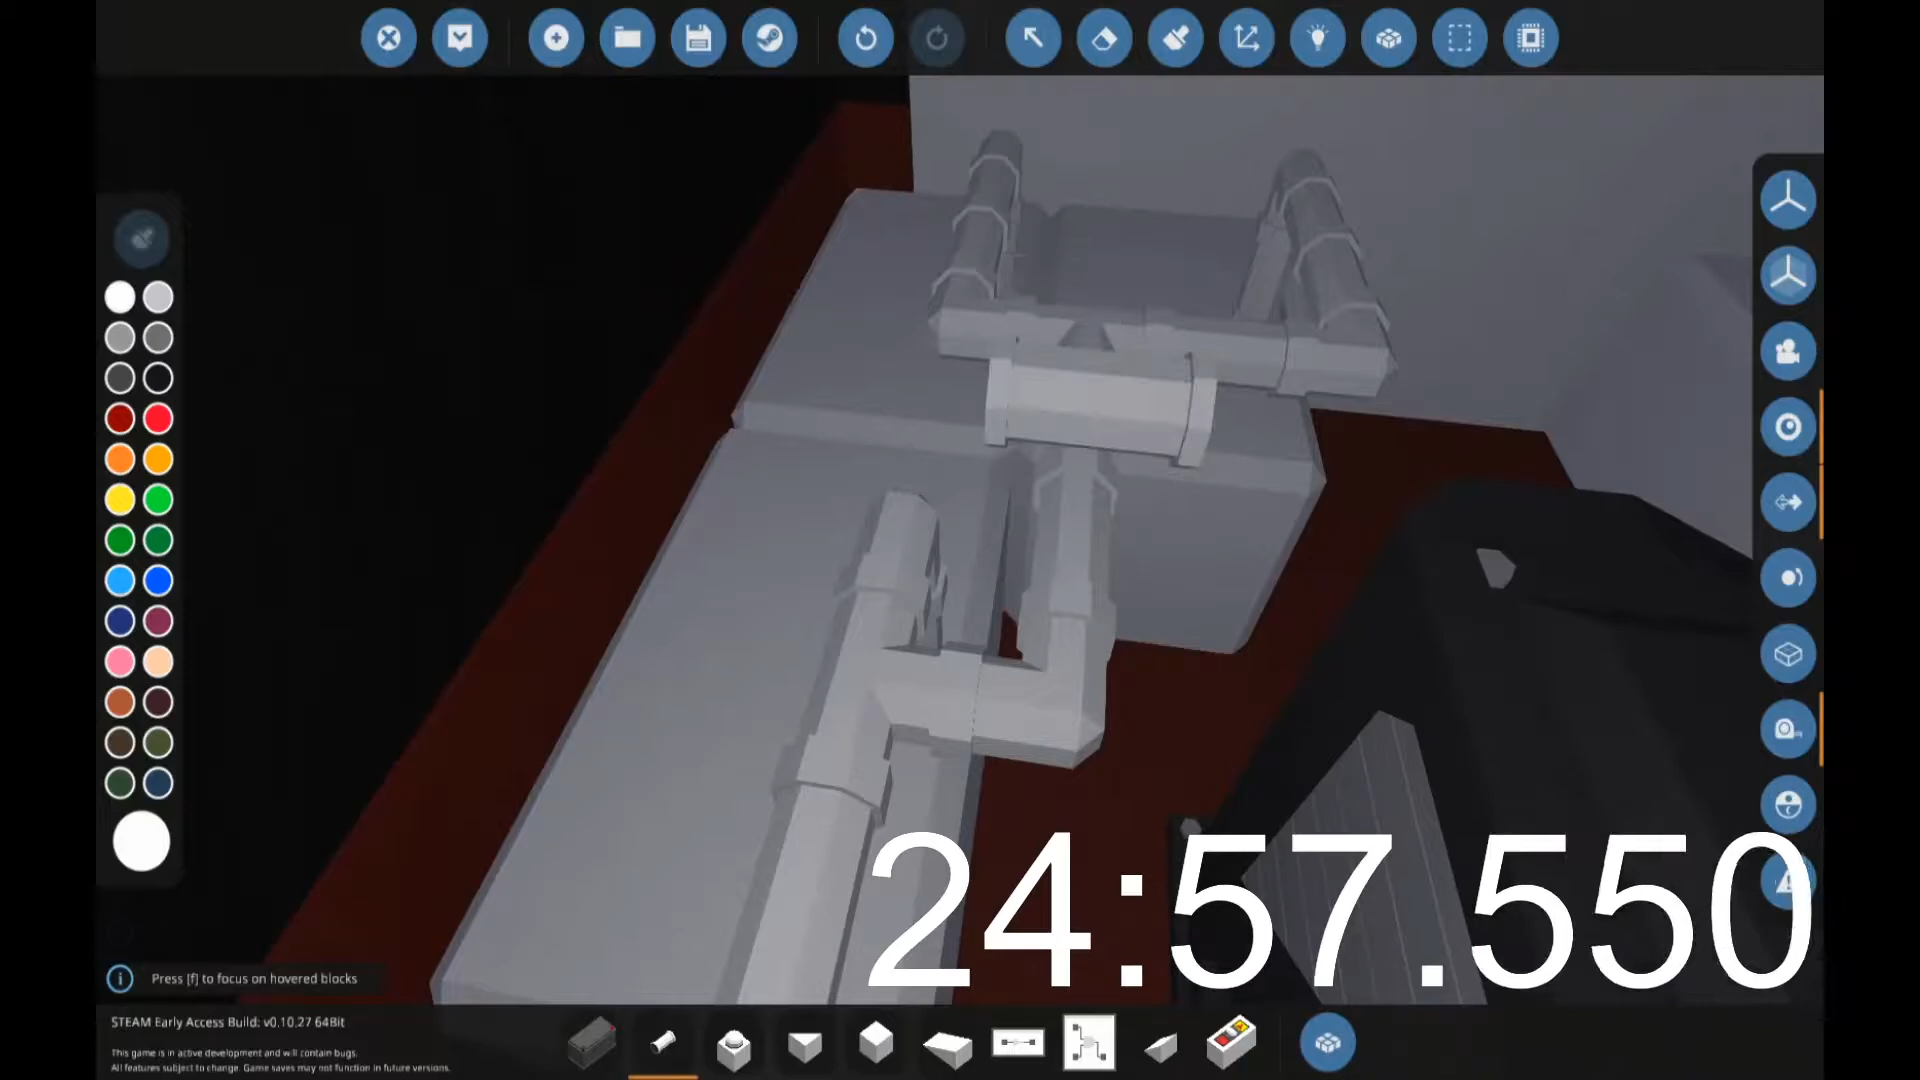 24:57.550
Press [f] to focus on hovered blocks
STEAM Early Access Build: v0.10.27 64Bit
This game is in active development and will contain bugs.
All features subject to change. Game saves may not function in future versions.